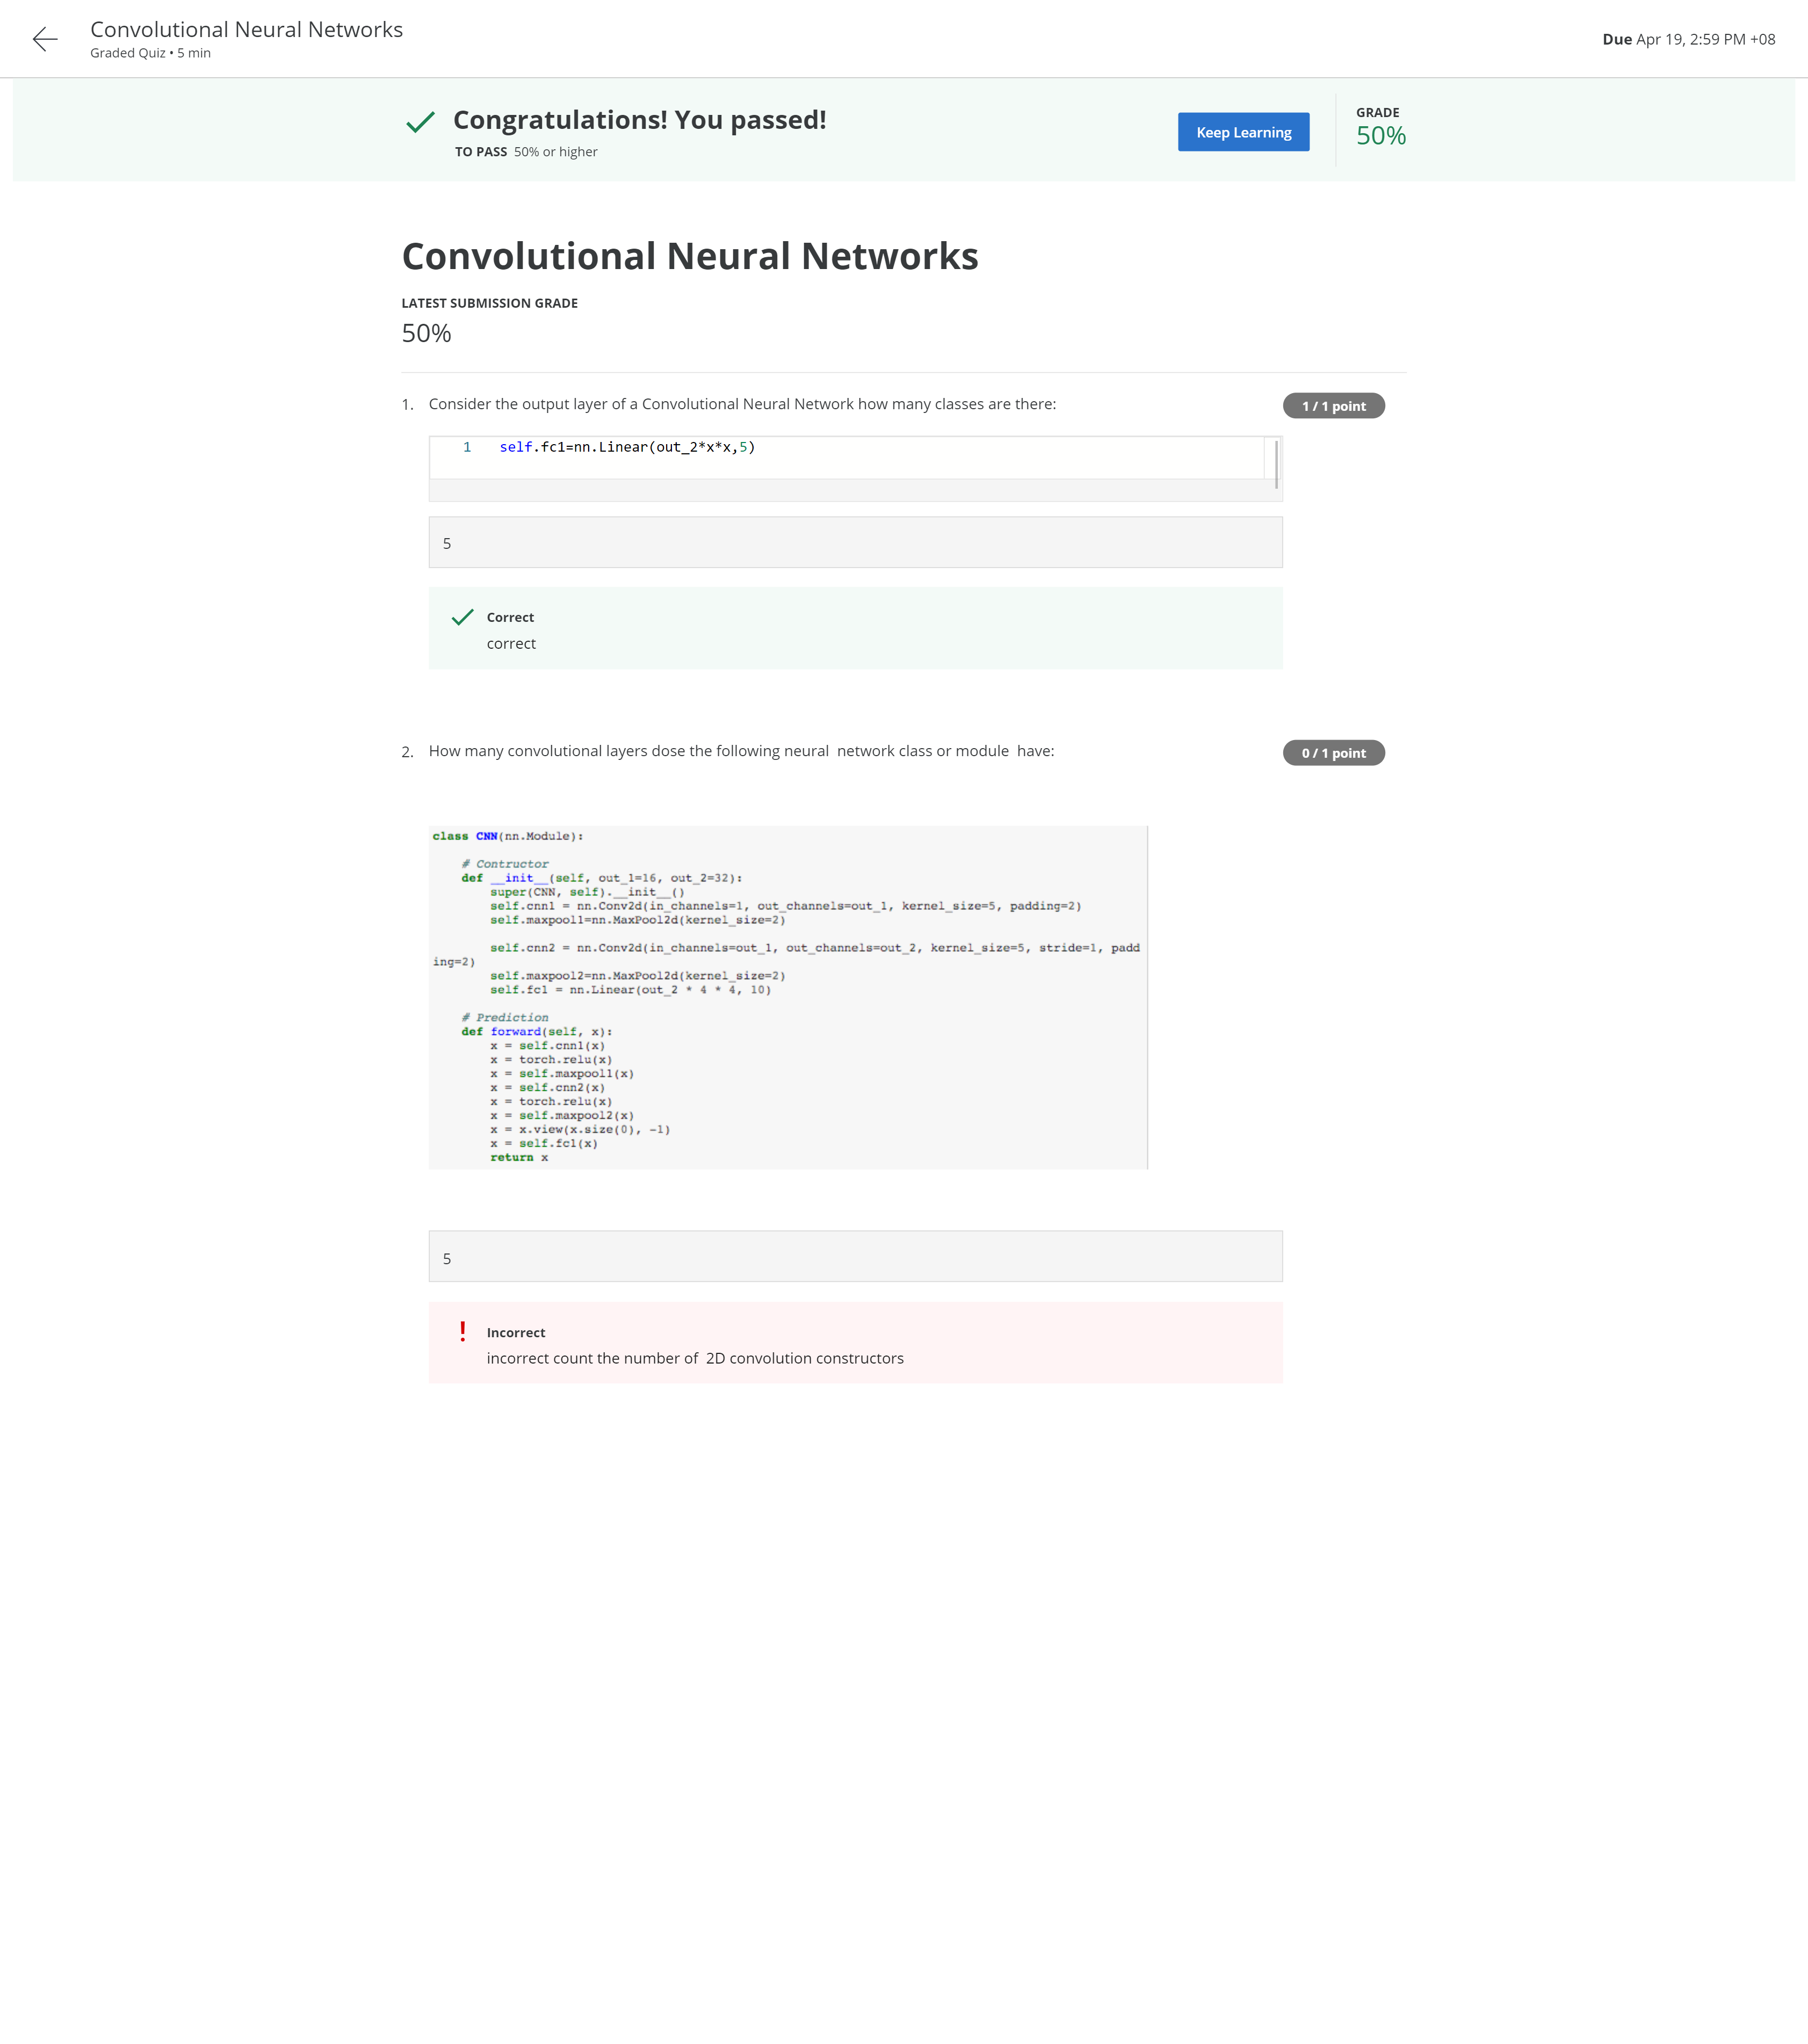 Convolutional Neural Networks
Graded Quiz • 5 min
Due Apr 19, 2:59 PM +08
Congratulations! You passed!
TO PASS 50% or higher
Keep Learning
GRADE
50%
Convolutional Neural Networks
LATEST SUBMISSION GRADE
50%
1. Consider the output layer of a Convolutional Neural Network how many classes are there:
1 / 1 point
1 self.fc1=nn.Linear(out_2*x*x,5)
5
Correct
correct
2. How many convolutional layers dose the following neural  network class or module  have:
0 / 1 point
class CNN(nn.Module):
# Contructor
def __init__(self, out_1=16, out_2=32):
super(CNN, self).__init__()
self.cnn1 = nn.Conv2d(in_channels=1, out_channels=out_1, kernel_size=5, padding=2)
self.maxpool1=nn.MaxPool2d(kernel_size=2)
self.cnn2 = nn.Conv2d(in_channels=out_1, out_channels=out_2, kernel_size=5, stride=1, padd
ing=2)
self.maxpool2=nn.MaxPool2d(kernel_size=2)
self.fc1 = nn.Linear(out_2 * 4 * 4, 10)
# Prediction
def forward(self, x):
x = self.cnn1(x)
x = torch.relu(x)
x = self.maxpool1(x)
x = self.cnn2(x)
x = torch.relu(x)
x = self.maxpool2(x)
x = x.view(x.size(0), -1)
x = self.fc1(x)
return x
5
! Incorrect
incorrect count the number of  2D convolution constructors